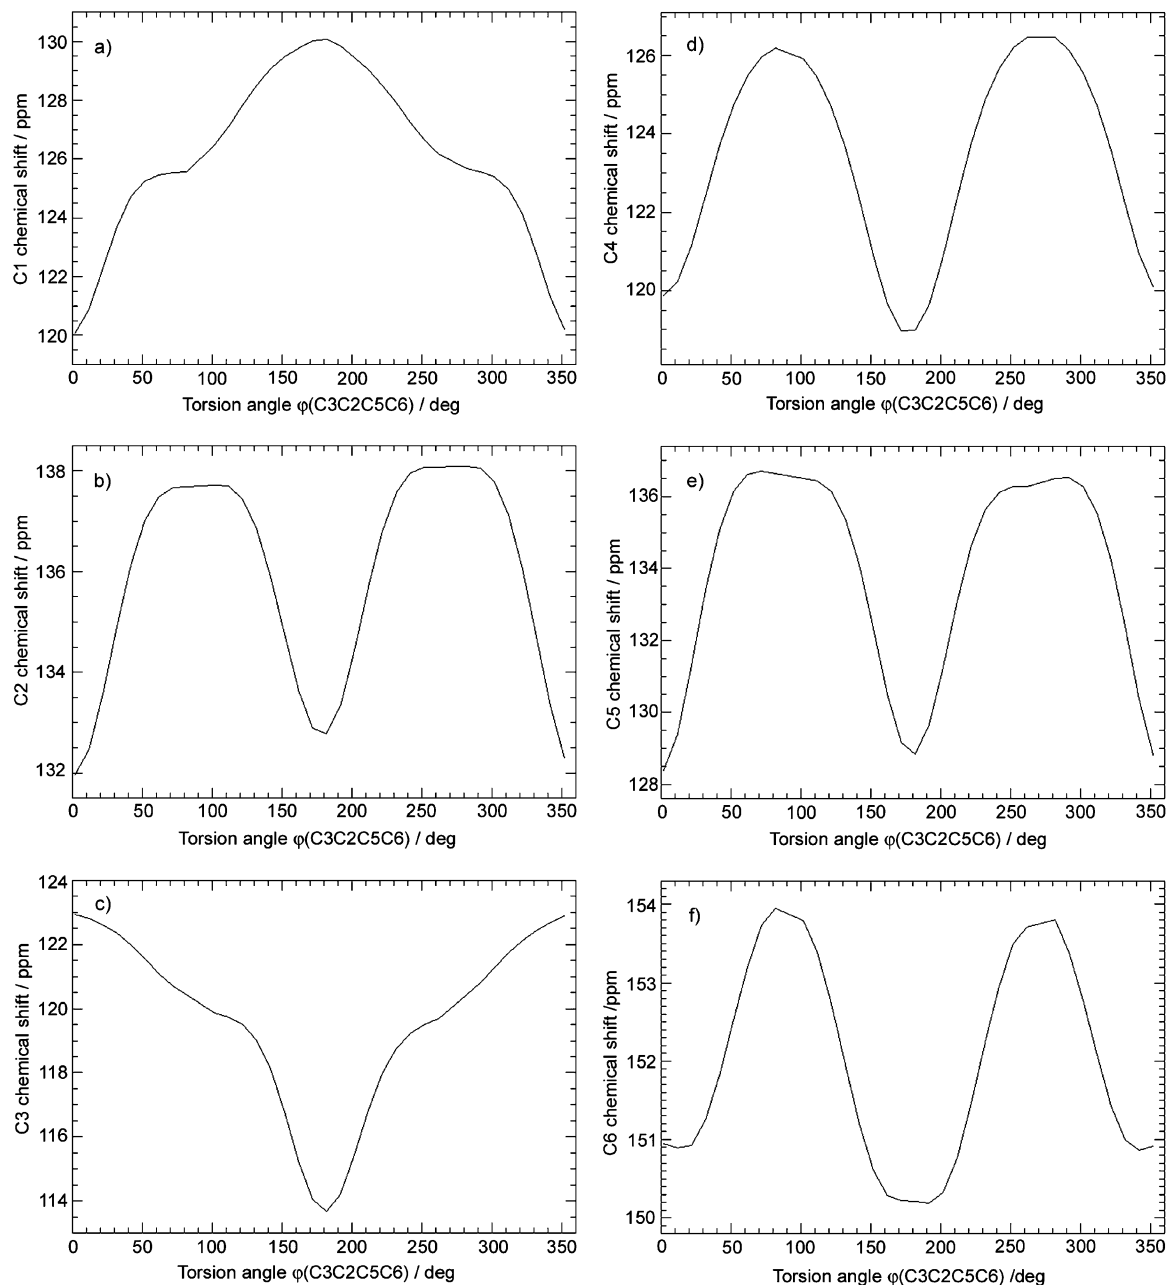 a)
C1 chemical shift / ppm
130
128
126
124
122
120
0 50 100 150 200 250 300 350
Torsion angle φ(C3C2C5C6) / deg
d)
C4 chemical shift / ppm
126
124
122
120
0 50 100 150 200 250 300 350
Torsion angle φ(C3C2C5C6) / deg
b)
C2 chemical shift / ppm
138
136
134
132
0 50 100 150 200 250 300 350
Torsion angle φ(C3C2C5C6) / deg
e)
C5 chemical shift / ppm
136
134
132
130
128
0 50 100 150 200 250 300 350
Torsion angle φ(C3C2C5C6) / deg
c)
C3 chemical shift / ppm
124
122
120
118
116
114
0 50 100 150 200 250 300 350
Torsion angle φ(C3C2C5C6) / deg
f)
C6 chemical shift /ppm
154
153
152
151
150
0 50 100 150 200 250 300 350
Torsion angle φ(C3C2C5C6) /deg